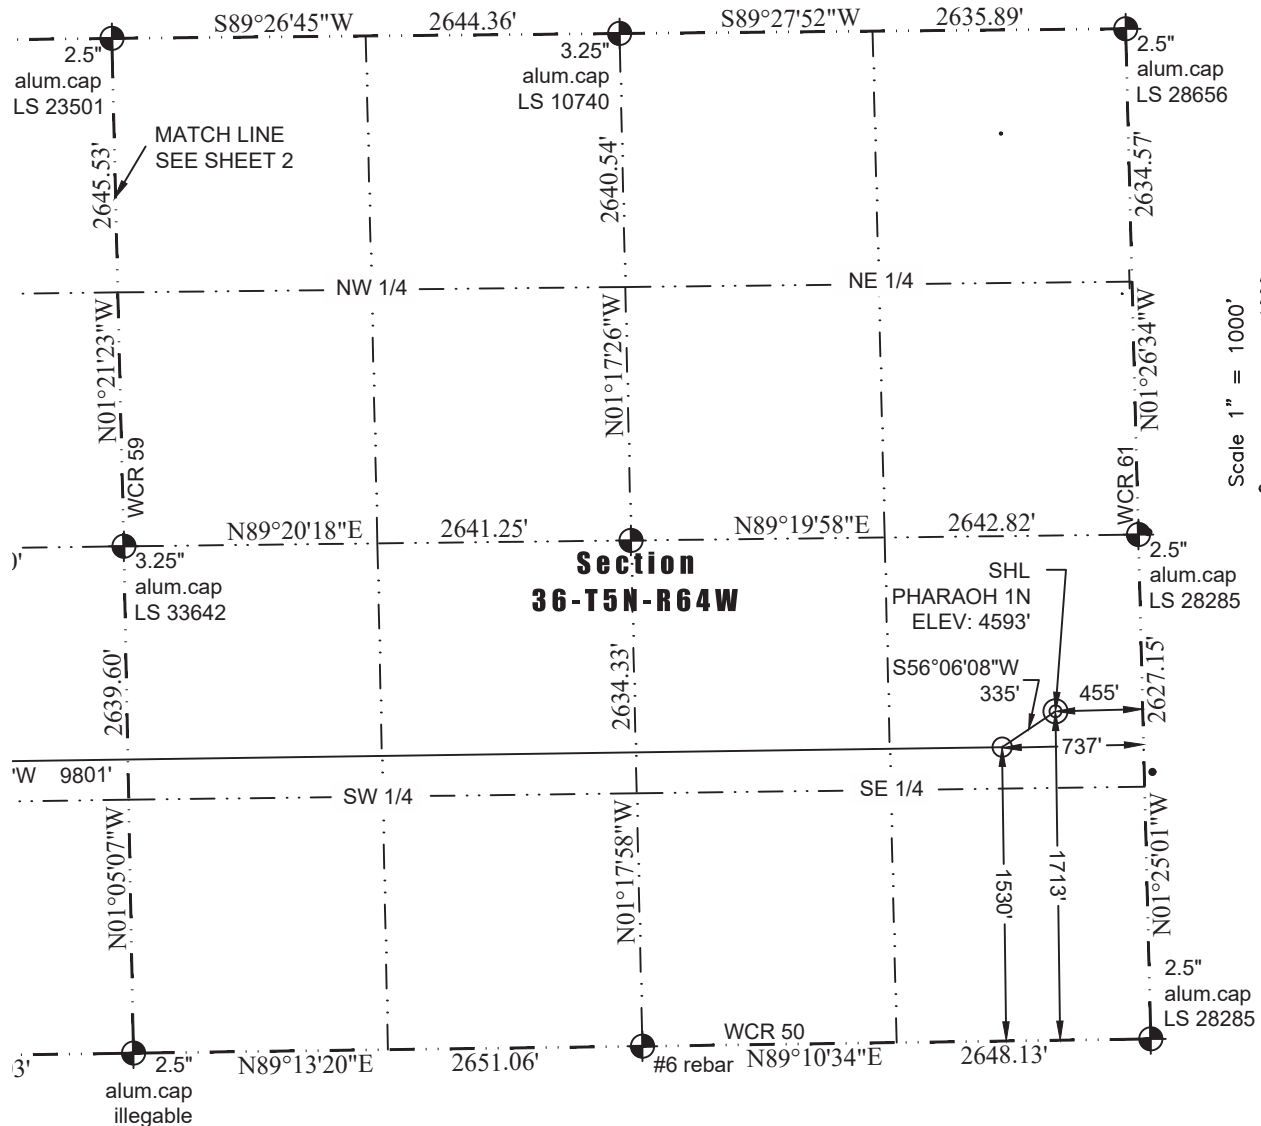 S89°26'45"W 2644.36' S89°27'52"W 2635.89'
2.5"
alum.cap
LS 23501
3.25"
alum.cap
LS 10740
2.5"
alum.cap
LS 28656
MATCH LINE
SEE SHEET 2
2645.53'
2640.54'
2634.57'
NW 1/4
NE 1/4
N01°21'23"W
N01°17'26"W
N01°26'34"W
Scale 1" = 1000'
WCR 59
WCR 61
N89°20'18"E 2641.25' N89°19'58"E 2642.82'
3.25"
alum.cap
LS 33642
Section
36-T5N-R64W
2.5"
alum.cap
LS 28285
SHL
PHARAOH 1N
ELEV: 4593'
S56°06'08"W
335'
455'
737'
2639.60'
2634.33'
2627.15'
'W 9801'
SW 1/4
SE 1/4
N01°05'07"W
N01°17'58"W
1530'
1713'
N01°25'01"W
2.5"
alum.cap
LS 28285
WCR 50
3' 2.5" N89°13'20"E 2651.06' #6 rebar N89°10'34"E 2648.13'
alum.cap
illegable